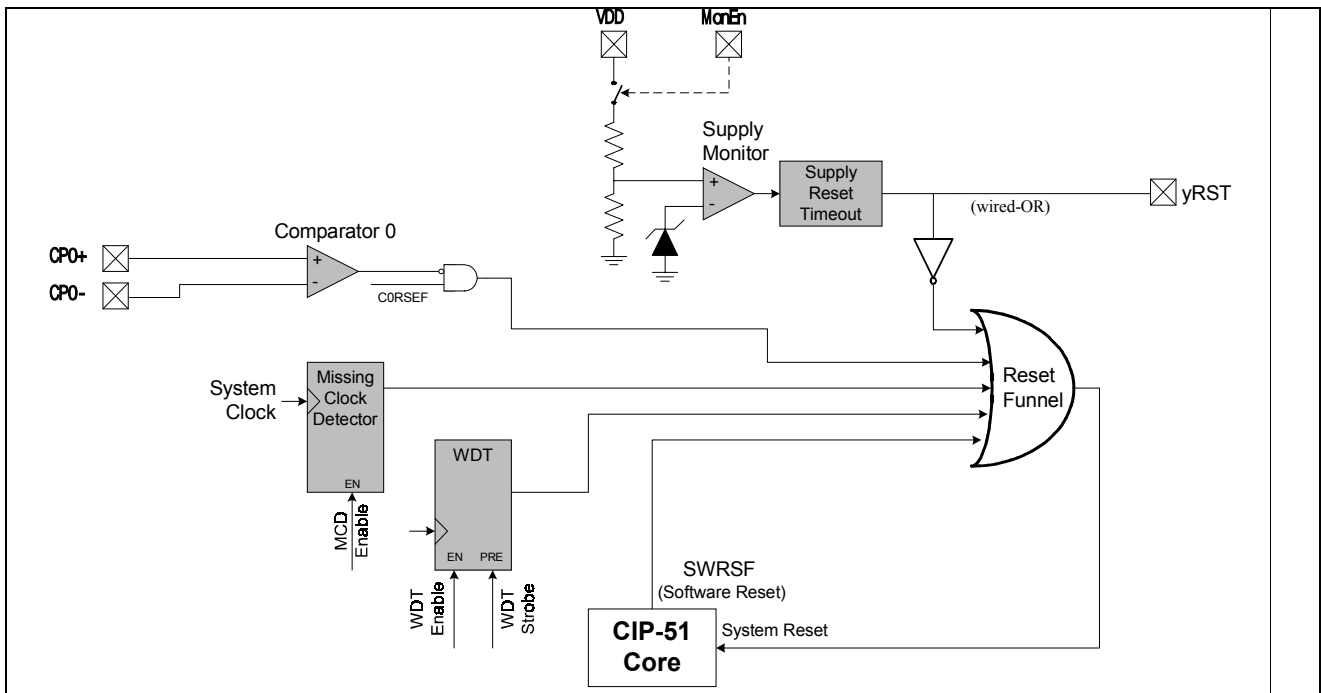 VDD
MonEn
Supply
Monitor
+
-
Supply
Reset
Timeout
(wired-OR)
yRST
Comparator 0
CP0+
CP0-
+
-
C0RSEF
System
Clock
Missing
Clock
Detector
EN
MCD
Enable
WDT
EN
PRE
WDT
Enable
WDT
Strobe
Reset
Funnel
SWRSF
(Software Reset)
CIP-51
Core
System Reset